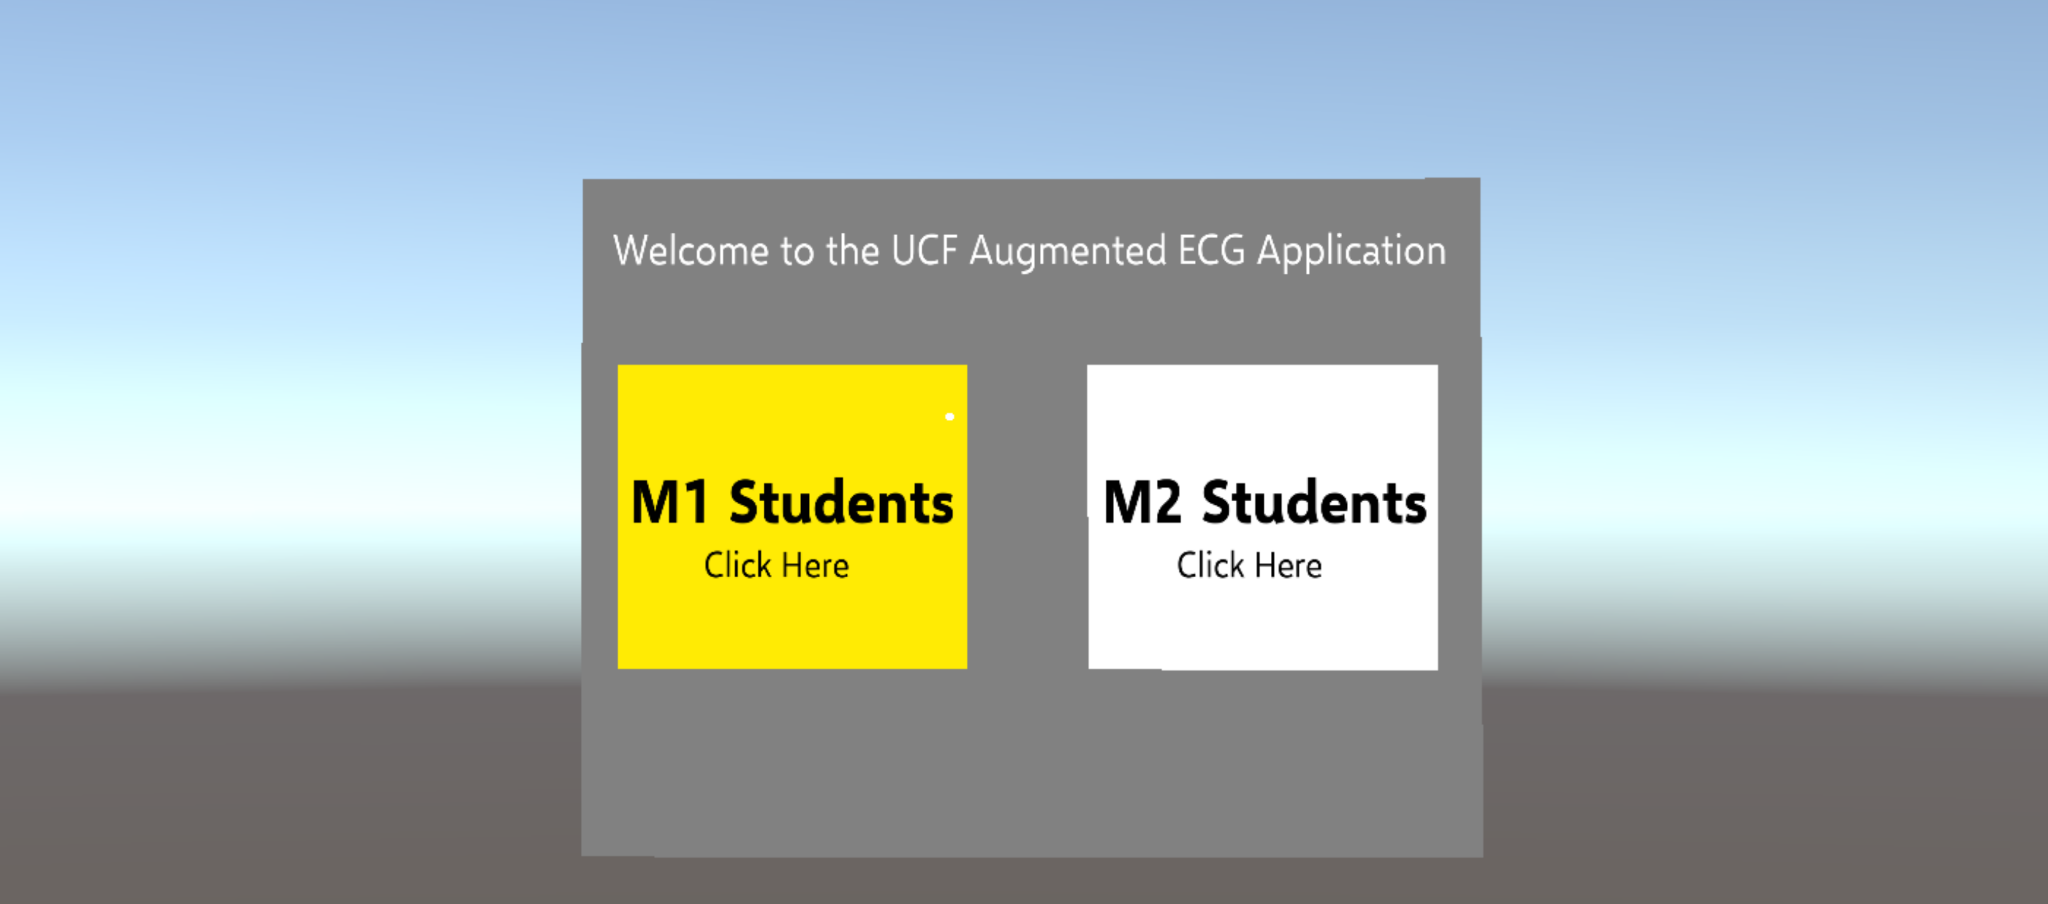 Welcome to the UCF Augmented ECG Application
M1 Students
Click Here
M2 Students
Click Here